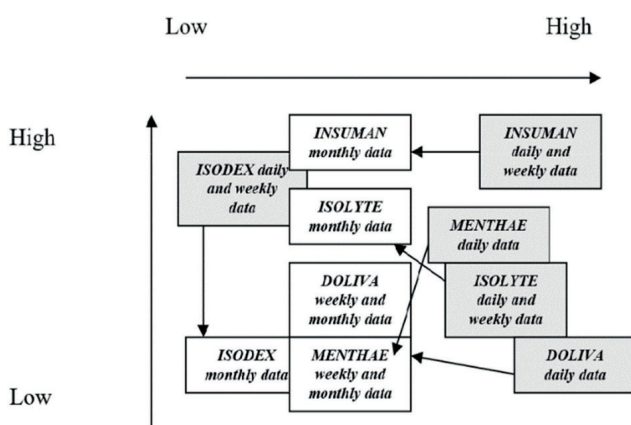 Low
High
High
INSUMAN
monthly data
INSUMAN
daily and
weekly data
ISODEX daily
and weekly
data
ISOLYTE
monthly data
MENTHAE
daily data
DOLIVA
weekly and
monthly data
ISOLYTE
daily and
weekly data
ISODEX
monthly data
MENTHAE
weekly and
monthly data
DOLIVA
daily data
Low